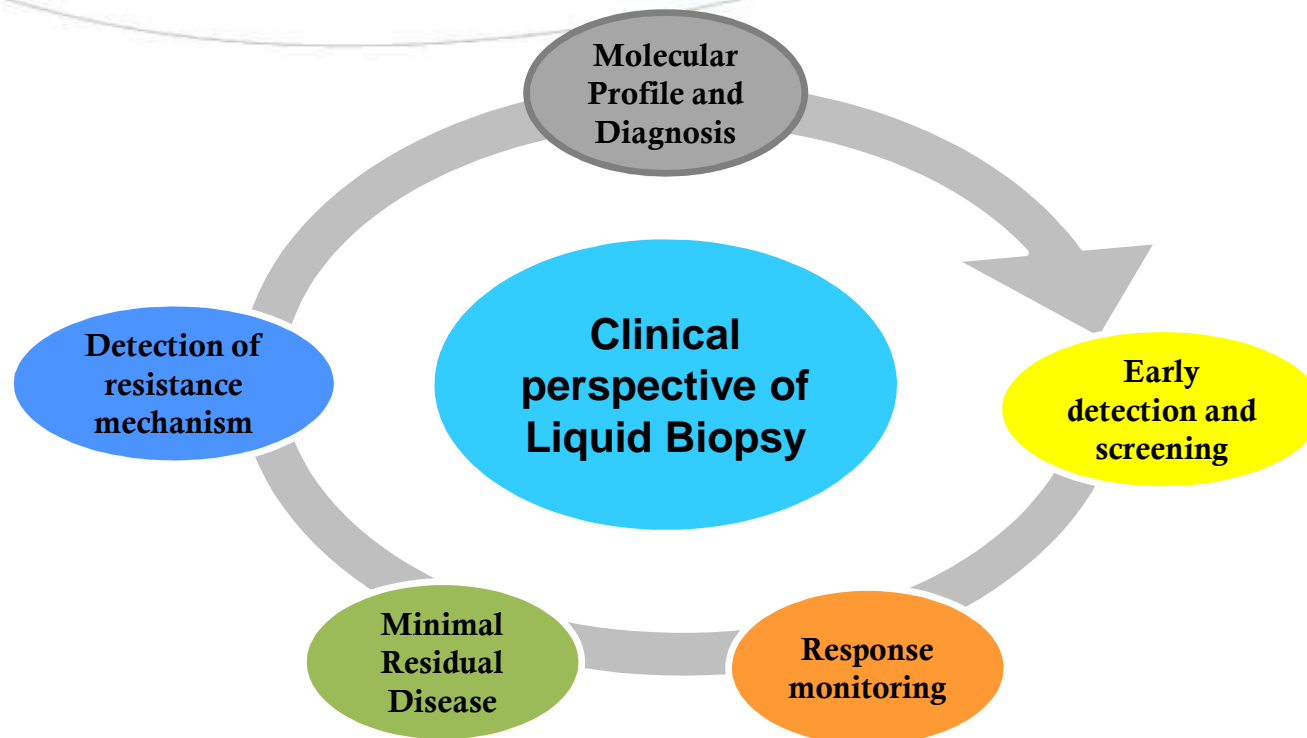 Molecular
Profile and
Diagnosis
Clinical
perspective of
Liquid Biopsy
Detection of
resistance
mechanism
Early
detection and
screening
Minimal
Residual
Disease
Response
monitoring